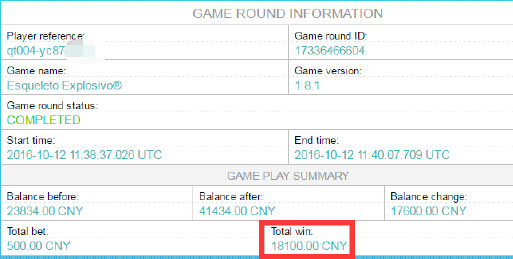 GAME ROUND INFORMATION
Player reference: Game round ID:
qt004-yc87 17336466604
Game name: Game version:
Esqueleto Explosivo® 1.8.1
Game round status:
COMPLETED
Start time: End time:
2016-10-12 11:38:37.026 UTC 2016-10-12 11:40:07.709 UTC
GAME PLAY SUMMARY
Balance before: Balance after: Balance change:
23834.00 CNY 41434.00 CNY 17600.00 CNY
Total bet: Total win:
500.00 CNY 18100.00 CNY